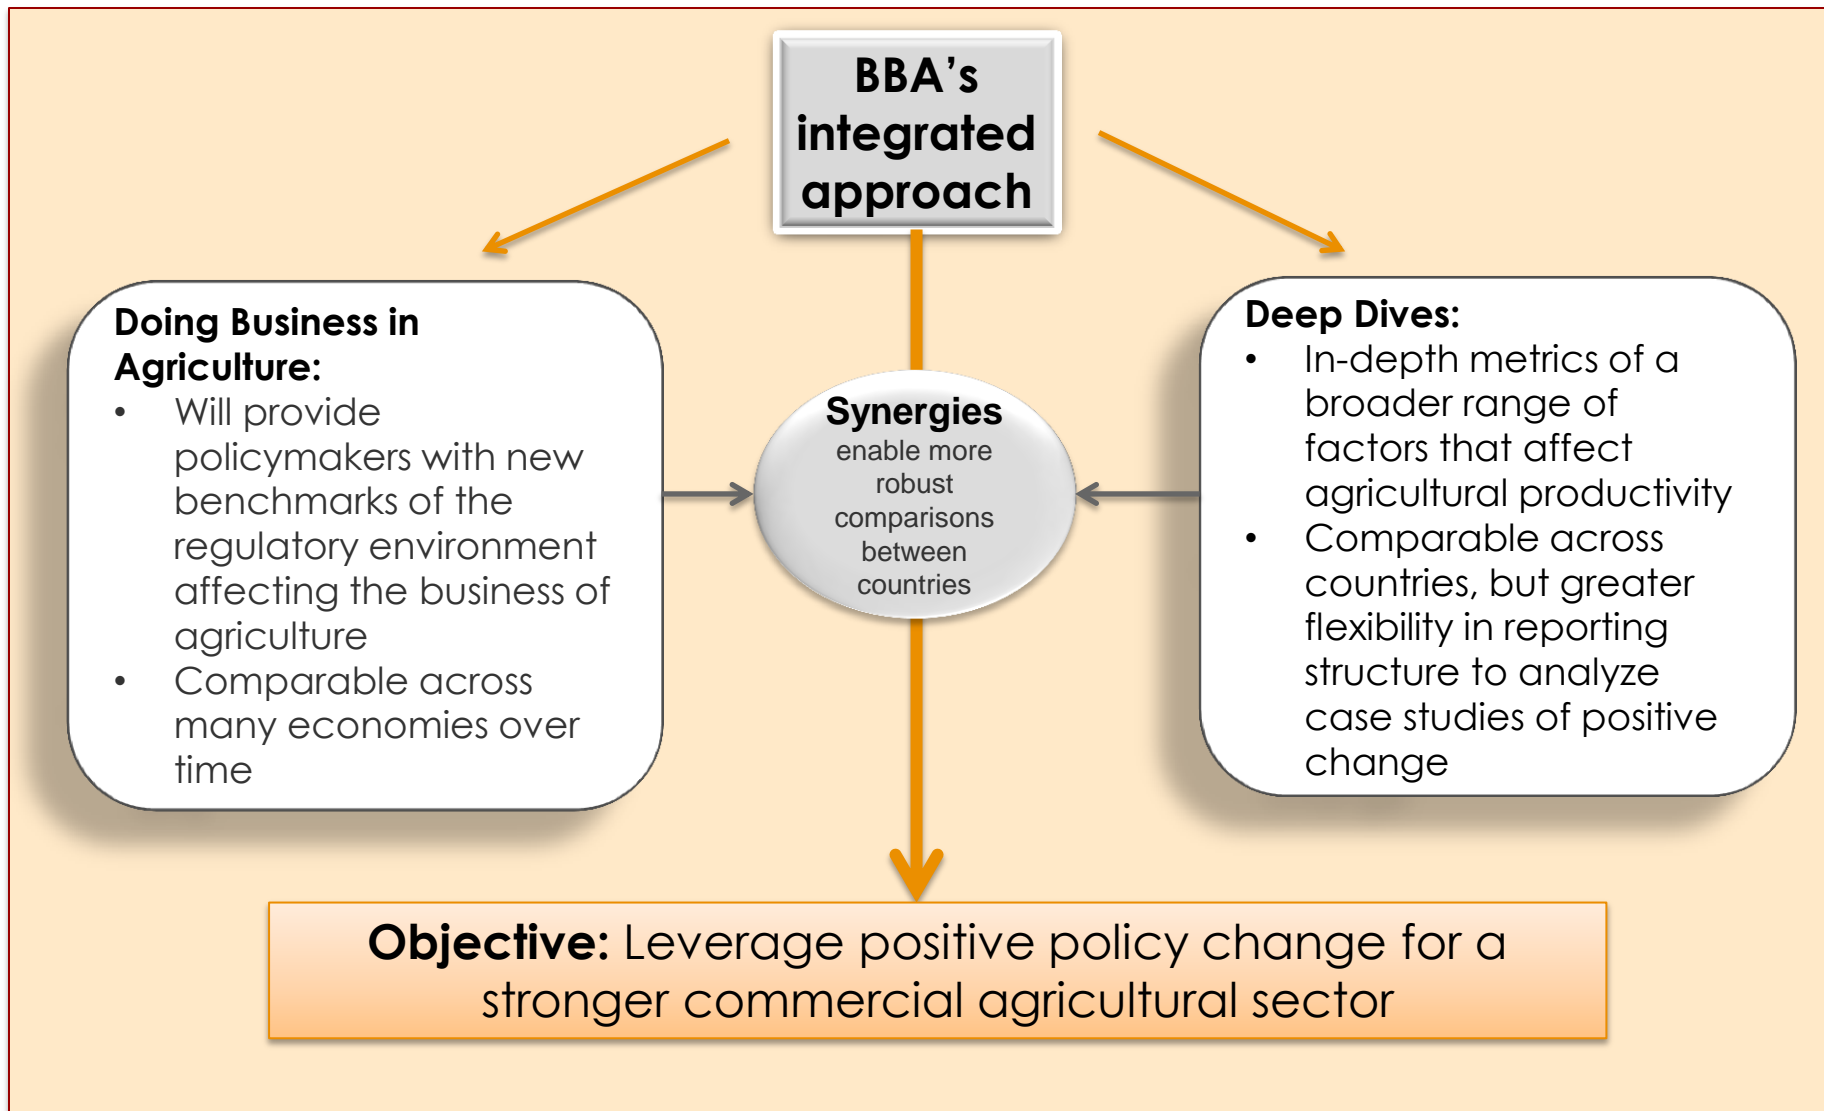 BBA's
integrated
approach
Doing Business in
Agriculture:
• Will provide
policymakers with new
benchmarks of the
regulatory environment
affecting the business of
agriculture
• Comparable across
many economies over
time
Synergies
enable more
robust
comparisons
between
countries
Deep Dives:
• In-depth metrics of a
broader range of
factors that affect
agricultural productivity
• Comparable across
countries, but greater
flexibility in reporting
structure to analyze
case studies of positive
change
Objective: Leverage positive policy change for a
stronger commercial agricultural sector